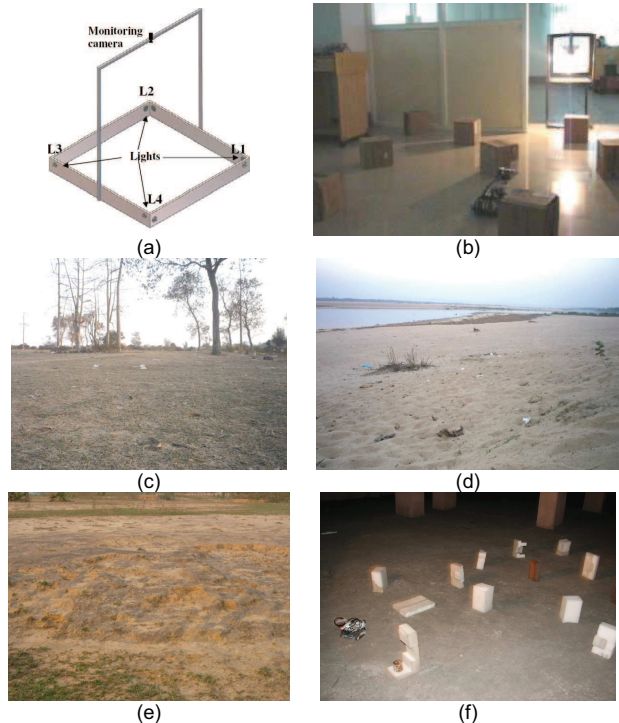 Monitoring
camera
L2
L3
Lights
L1
L4
(a)
(b)
(c)
(d)
(e)
(f)